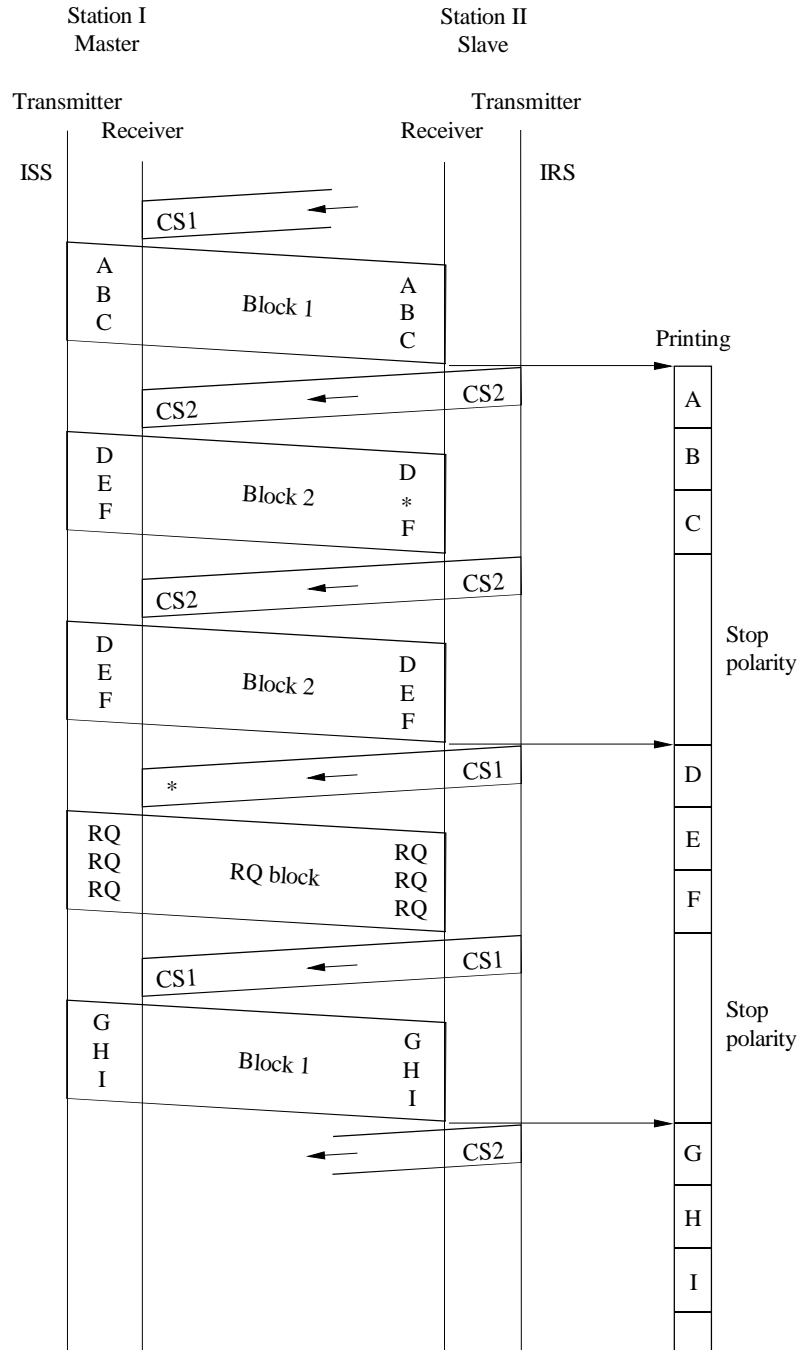 Station I
Master
Station II
Slave
Transmitter
Transmitter
Receiver
Receiver
ISS
IRS
CS1
A
B
C
Block 1
A
B
C
Printing
CS2
CS2
A
D
E
F
Block 2
D
*
F
B
C
CS2
CS2
Stop
polarity
D
E
F
Block 2
D
E
F
*
CS1
D
RQ
RQ
RQ
RQ block
RQ
RQ
RQ
E
F
CS1
CS1
Stop
polarity
G
H
I
Block 1
G
H
I
CS2
G
H
I